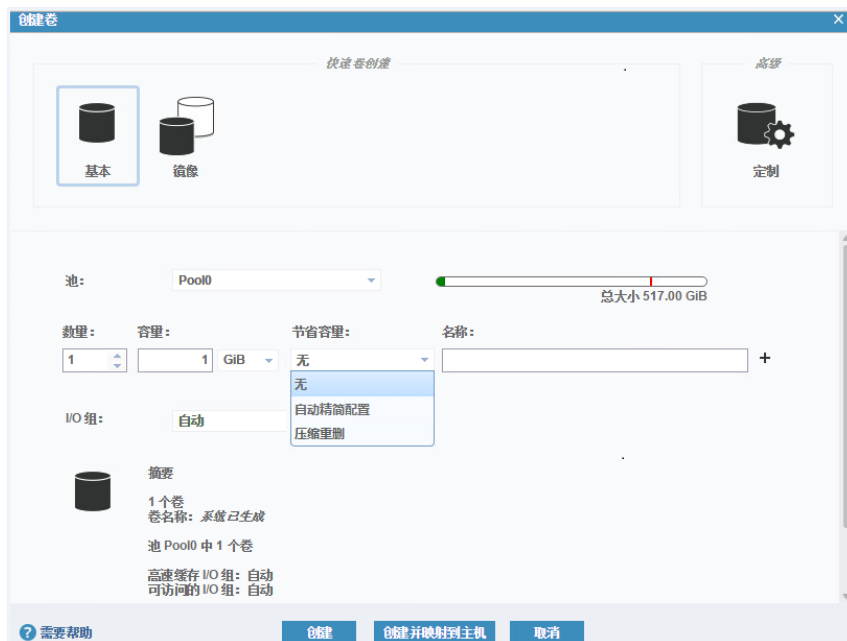 创建卷
快速卷创建
高级
基本
镜像
定制
池：
Pool0
总大小 517.00 GiB
数量：
容量：
节省容量：
名称：
1
1
GiB
无
+
无
自动精简配置
压缩重删
I/O 组：
自动
摘要
1 个卷
卷名称：系统已生成
池 Pool0 中 1 个卷
高速缓存 I/O 组：自动
可访问的 I/O 组：自动
? 需要帮助
创建
创建并映射到主机
取消